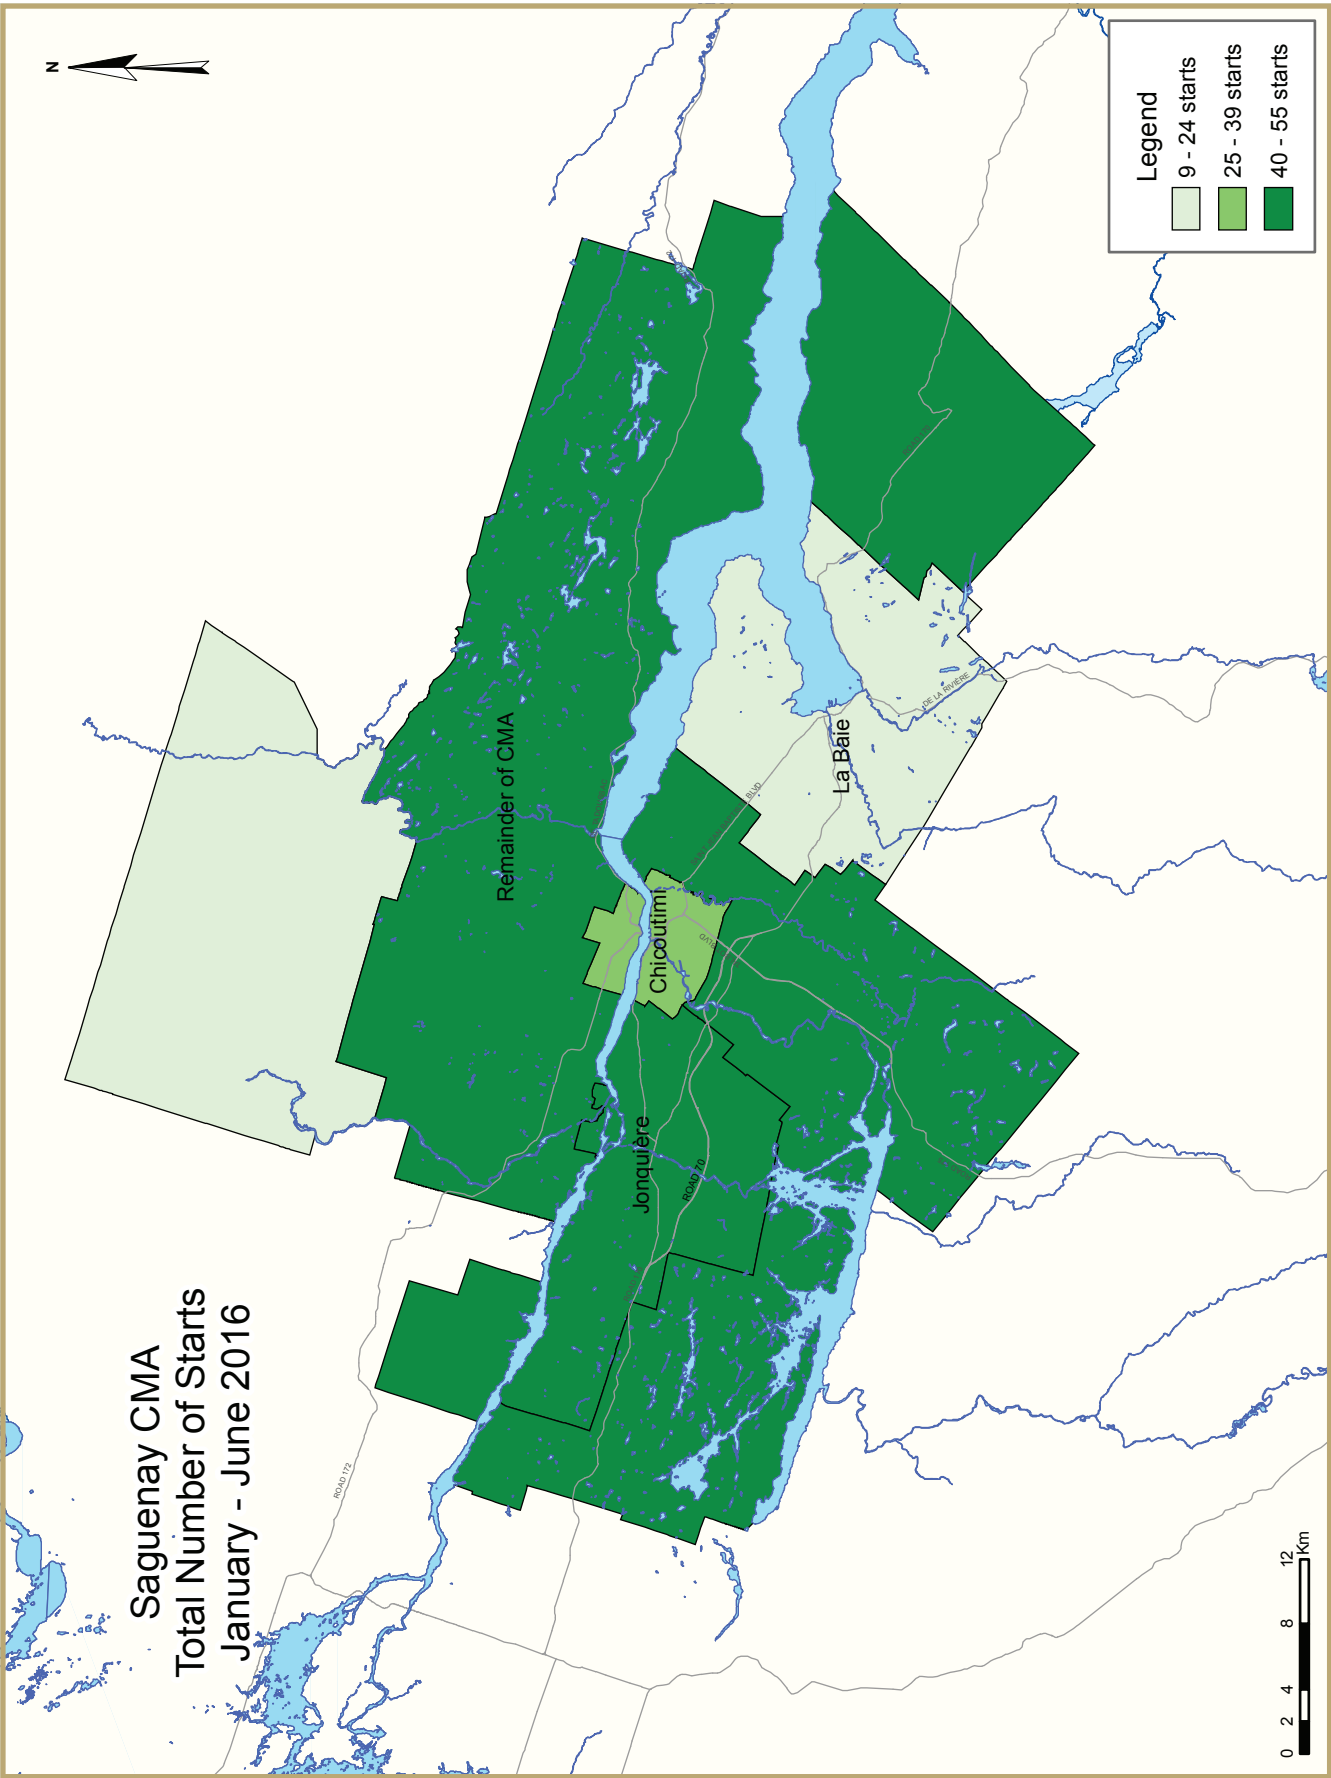 Saguenay CMA
Total Number of Starts
January - June 2016
N
Remainder of CMA
Chicoutimi
Jonquière
La Baie
ROAD 172
ROAD 70
DE LA RIVIÈRE
BLVD
BLVD
Legend
9 - 24 starts
25 - 39 starts
40 - 55 starts
0 2 4 8 12
Km